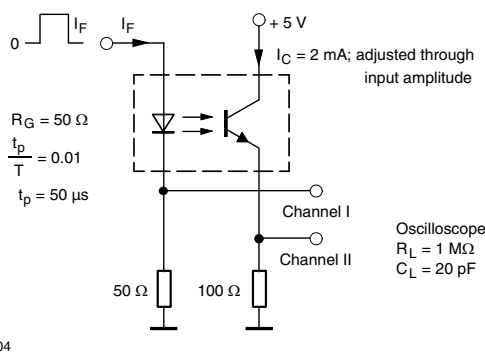 0
I_F
I_F
+ 5 V
I_C = 2 mA; adjusted through
input amplitude
R_G = 50 Ω
t_p
T
= 0.01
t_p = 50 µs
Channel I
Channel II
50 Ω
100 Ω
Oscilloscope
R_L = 1 MΩ
C_L = 20 pF
04